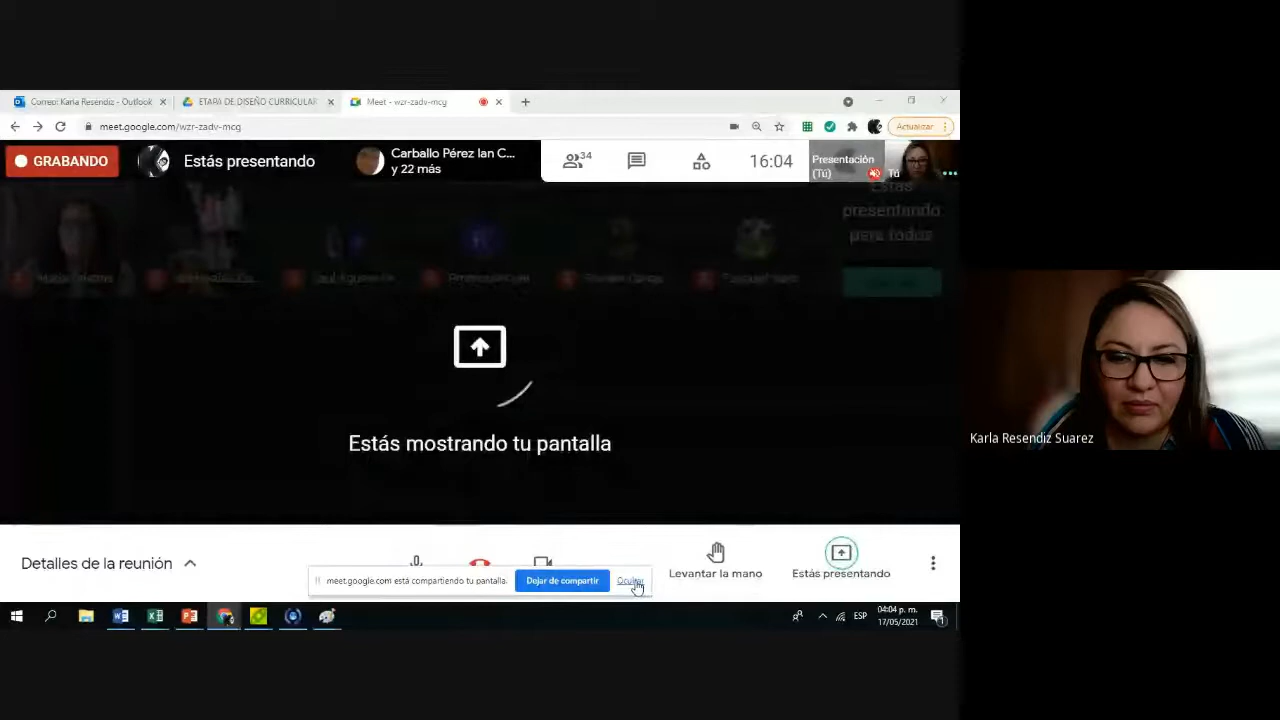 Correo: Karla Resendiz - Outlook
ETAPA DE DISEÑO CURRICULAR
Meet - wzr-zadv-mcg
meet.google.com/wzr-zadv-mcg
Actualizar
GRABANDO
Estás presentando
Carballo Pérez Ian C...
y 22 más
34
16:04
Presentación
(Tú)
Tú
Estás
presentando
para todos
Estás mostrando tu pantalla
Karla Resendiz Suarez
Detalles de la reunión
meet.google.com está compartiendo tu pantalla.
Dejar de compartir
Ocultar
Levantar la mano
Estás presentando
ESP
04:04 p. m.
17/05/2021
1